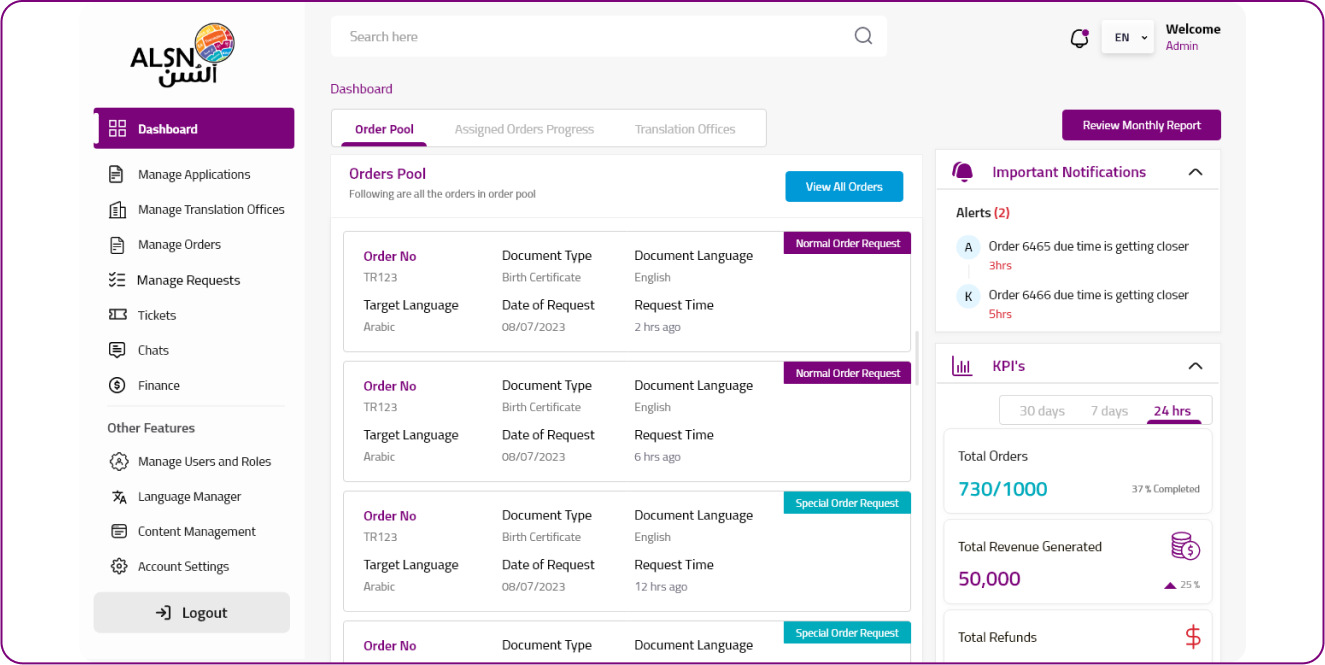 ALSN
ألسن
Dashboard
Manage Applications
Manage Translation Offices
Manage Orders
Manage Requests
Tickets
Chats
Finance
Other Features
Manage Users and Roles
Language Manager
Content Management
Account Settings
Logout
Search here
EN
Welcome
Admin
Dashboard
Order Pool Assigned Orders Progress Translation Offices
Review Monthly Report
Orders Pool
Following are all the orders in order pool
View All Orders
Normal Order Request
Order No Document Type Document Language
TR123 Birth Certificate English
Target Language Date of Request Request Time
Arabic 08/07/2023 2 hrs ago
Normal Order Request
Order No Document Type Document Language
TR123 Birth Certificate English
Target Language Date of Request Request Time
Arabic 08/07/2023 6 hrs ago
Special Order Request
Order No Document Type Document Language
TR123 Birth Certificate English
Target Language Date of Request Request Time
Arabic 08/07/2023 12 hrs ago
Special Order Request
Order No Document Type Document Language
Important Notifications
Alerts (2)
A Order 6465 due time is getting closer
3hrs
K Order 6466 due time is getting closer
5hrs
KPI's
30 days 7 days 24 hrs
Total Orders
730/1000 37 % Completed
Total Revenue Generated
50,000 25 %
Total Refunds